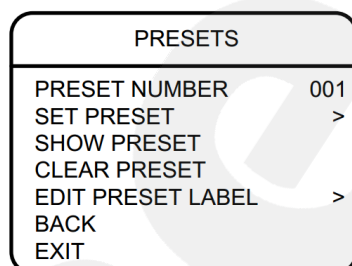 PRESETS
PRESET NUMBER 001
SET PRESET >
SHOW PRESET
CLEAR PRESET
EDIT PRESET LABEL >
BACK
EXIT